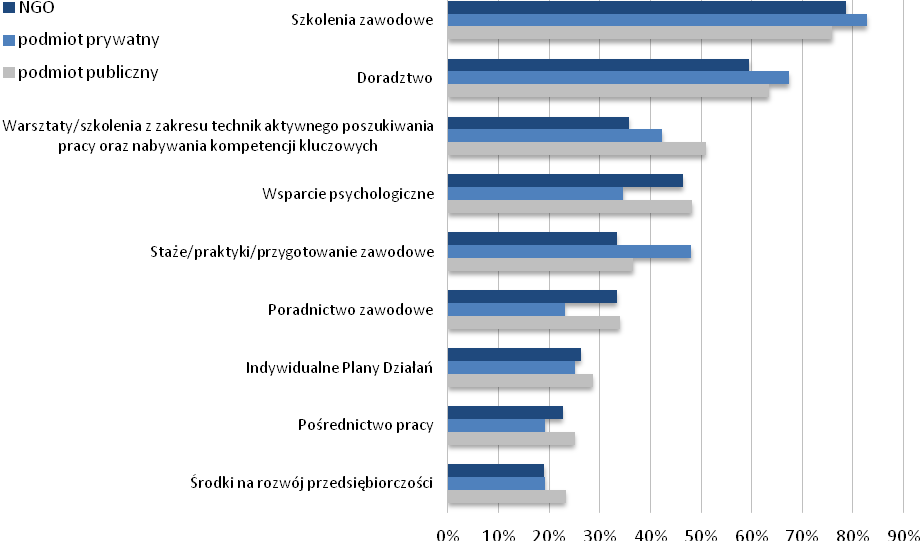 NGO
podmiot prywatny
podmiot publiczny
Szkolenia zawodowe
Doradztwo
Warsztaty/szkolenia z zakresu technik aktywnego poszukiwania
pracy oraz nabywania kompetencji kluczowych
Wsparcie psychologiczne
Staże/praktyki/przygotowanie zawodowe
Poradnictwo zawodowe
Indywidualne Plany Działań
Pośrednictwo pracy
Środki na rozwój przedsiębiorczości
0% 10% 20% 30% 40% 50% 60% 70% 80% 90%